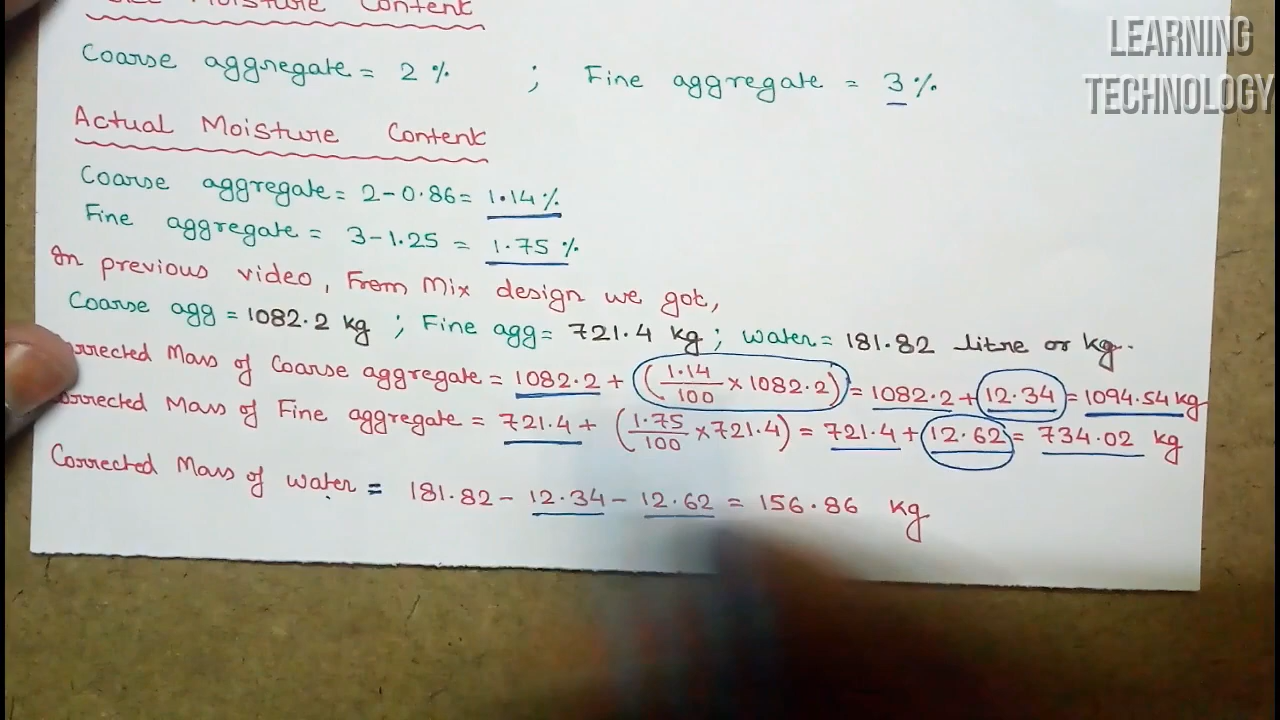 Moisture Content
LEARNING
TECHNOLOGY
Coarse aggregate = 2 % ; Fine aggregate = 3 %
Actual Moisture Content
Coarse aggregate = 2-0.86= 1.14 %
Fine aggregate = 3-1.25 = 1.75 %
In previous video, From Mix design we got,
Coarse agg = 1082.2 kg ; Fine agg= 721.4 kg ; water= 181.82 litre or kg.
Mass of Coarse aggregate = 1082.2 + (1.14/100 × 1082.2) = 1082.2 + 12.34 = 1094.54 kg
Mass of Fine aggregate = 721.4 + (1.75/100 × 721.4) = 721.4 + 12.62 = 734.02 kg
Corrected Mass of water = 181.82 - 12.34 - 12.62 = 156.86 kg